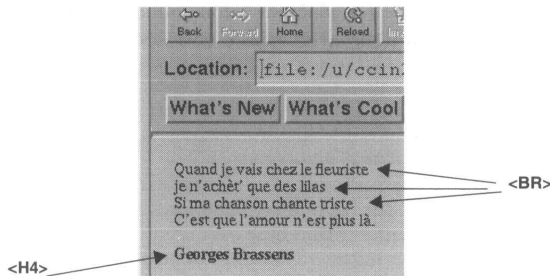 Back Forward Home Reload
Location: file:/u/ccin
What's New What's Cool
Quand je vais chez le fleuriste
je n'achèt' que des lilas
<BR>
Si ma chanson chante triste
C'est que l'amour n'est plus là.
<H4>
Georges Brassens